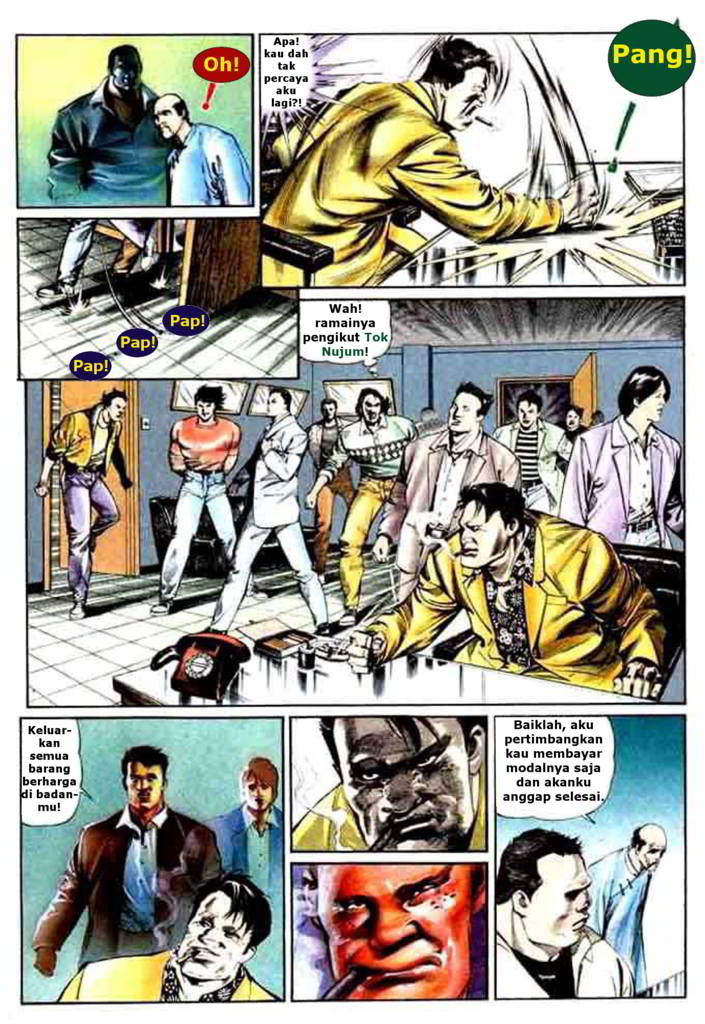 Oh!
Apa!
kau dah
tak
percaya
aku
lagi?!
Pang!
Pap!
Pap!
Pap!
Wah!
ramainya
pengikut Tok
Nujum!
Keluar-
kan
semua
barang
berharga
di badan-
mu!
Baiklah, aku
pertimbangkan
kau membayar
modalnya saja
dan akanku
anggap selesai.